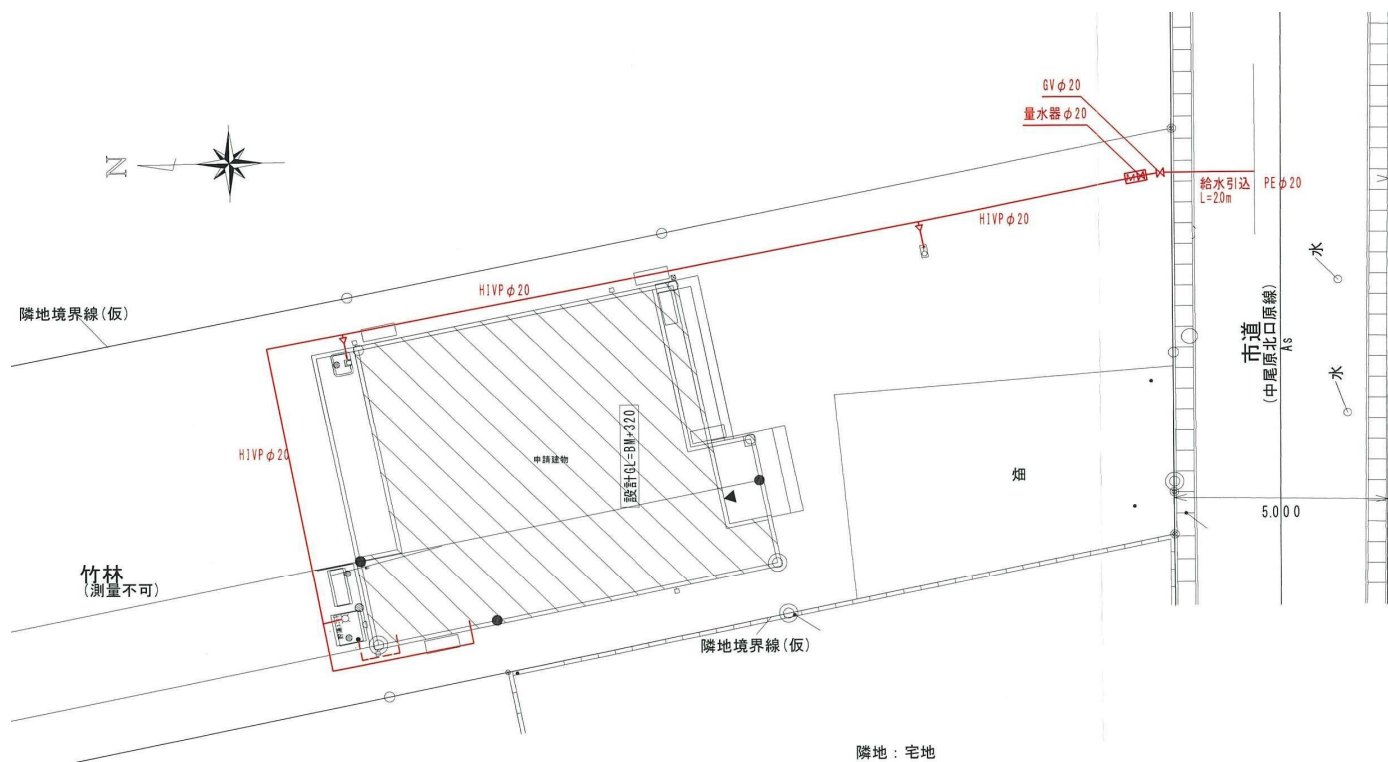 GVφ20
量水器φ20
N
給水引込 PEφ20
L=2.0m
HIVPφ20
水
隣地境界線(仮)
HIVPφ20
市道
(中尾原北口原線)
As
水
設計GL=BM+320
HIVPφ20
申請建物
畑
5.000
竹林
(測量不可)
隣地境界線(仮)
隣地：宅地